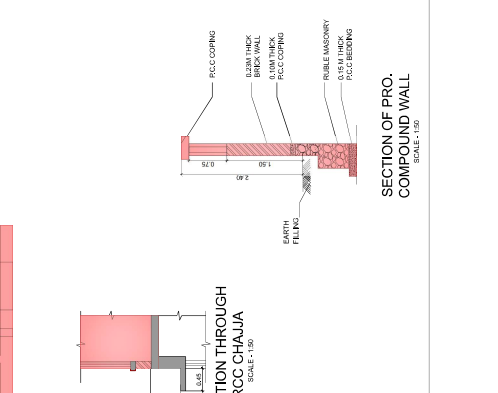 P.C.C COPING
0.23M THICK
BRICK WALL
0.10M THICK
P.C.C COPING
RUBLE MASONRY
0.15 M THICK
P.C.C BEDDING
0.75
1.50
2.40
EARTH
FILLING
SECTION OF PRO.
COMPOUND WALL
SCALE - 1:50
TION THROUGH
RCC CHAJJA
SCALE - 1:50
0.45